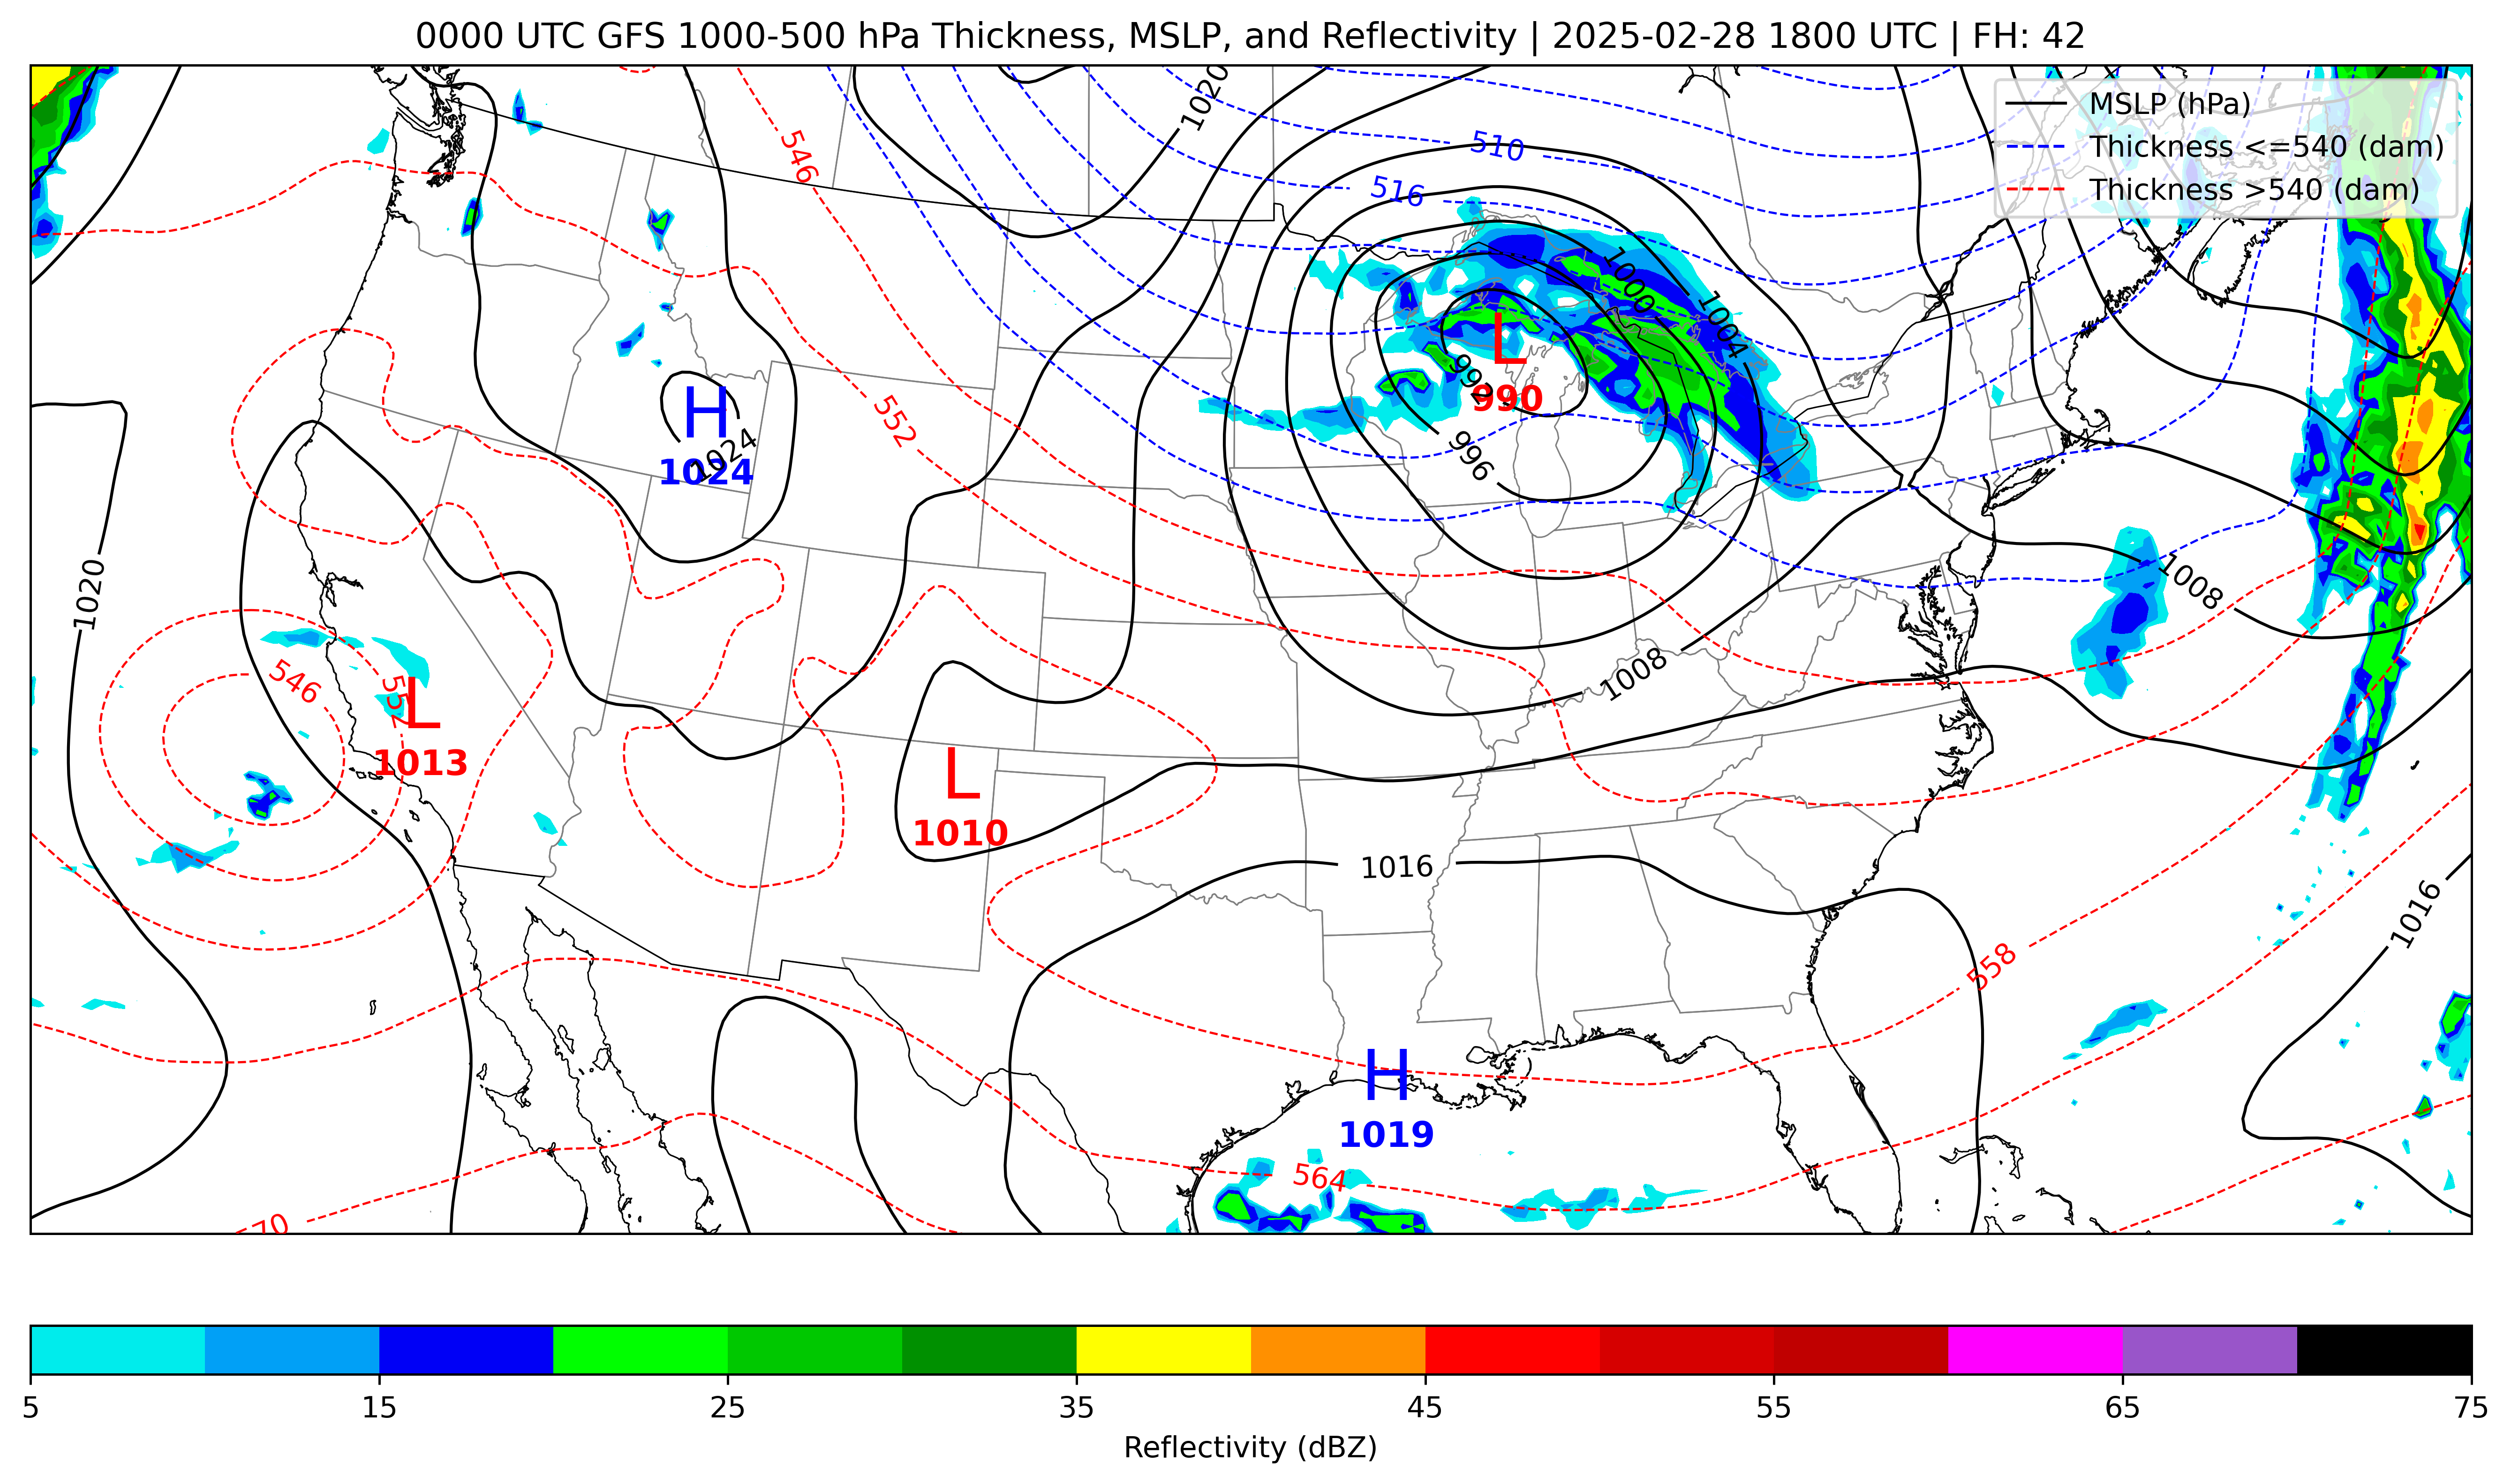 0000 UTC GFS 1000-500 hPa Thickness, MSLP, and Reflectivity | 2025-02-28 1800 UTC | FH: 42
MSLP (hPa)
Thickness <=540 (dam)
Thickness >540 (dam)
1020
510
546
516
1000
1004
L
990
992
552
H
1024
1024
996
1020
1008
1008
546
552
L
1013
L
1010
1016
1016
558
H
1019
564
70
5 15 25 35 45 55 65 75
Reflectivity (dBZ)